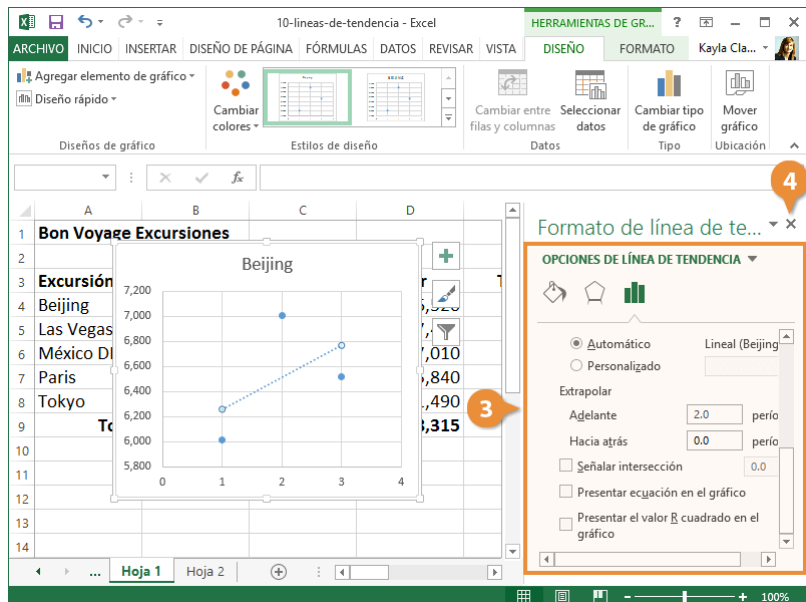 10-lineas-de-tendencia - Excel
HERRAMIENTAS DE GR...
?
ARCHIVO INICIO INSERTAR DISEÑO DE PÁGINA FÓRMULAS DATOS REVISAR VISTA DISEÑO FORMATO Kayla Cla...
Agregar elemento de gráfico
Diseño rápido
Cambiar colores
Cambiar entre filas y columnas
Seleccionar datos
Cambiar tipo de gráfico
Mover gráfico
Diseños de gráfico
Estilos de diseño
Datos
Tipo
Ubicación
fx
4
A B C D
1 Bon Voyage Excursiones
2
3 Excursión
4 Beijing
5 Las Vegas
6 México
7 Paris 5,840
8 Tokyo ,490
9 ,315
10
11
12
13
14
7,010
Beijing
7,200
7,000
6,800
6,600
6,400
6,200
6,000
5,800
0 1 2 3 4
Formato de línea de te...
OPCIONES DE LÍNEA DE TENDENCIA
Automático Lineal (Beijing
Personalizado
Extrapolar
Adelante 2.0 perío
Hacia atrás 0.0 perío
Señalar intersección 0.0
Presentar ecuación en el gráfico
Presentar el valor R cuadrado en el gráfico
3
... Hoja 1 Hoja 2
100%